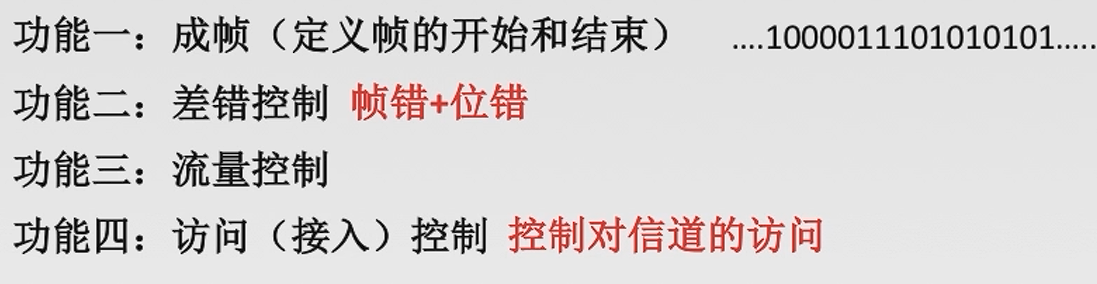 功能一：成帧（定义帧的开始和结束） ....1000011101010101.....
功能二：差错控制 帧错+位错
功能三：流量控制
功能四：访问（接入）控制 控制对信道的访问